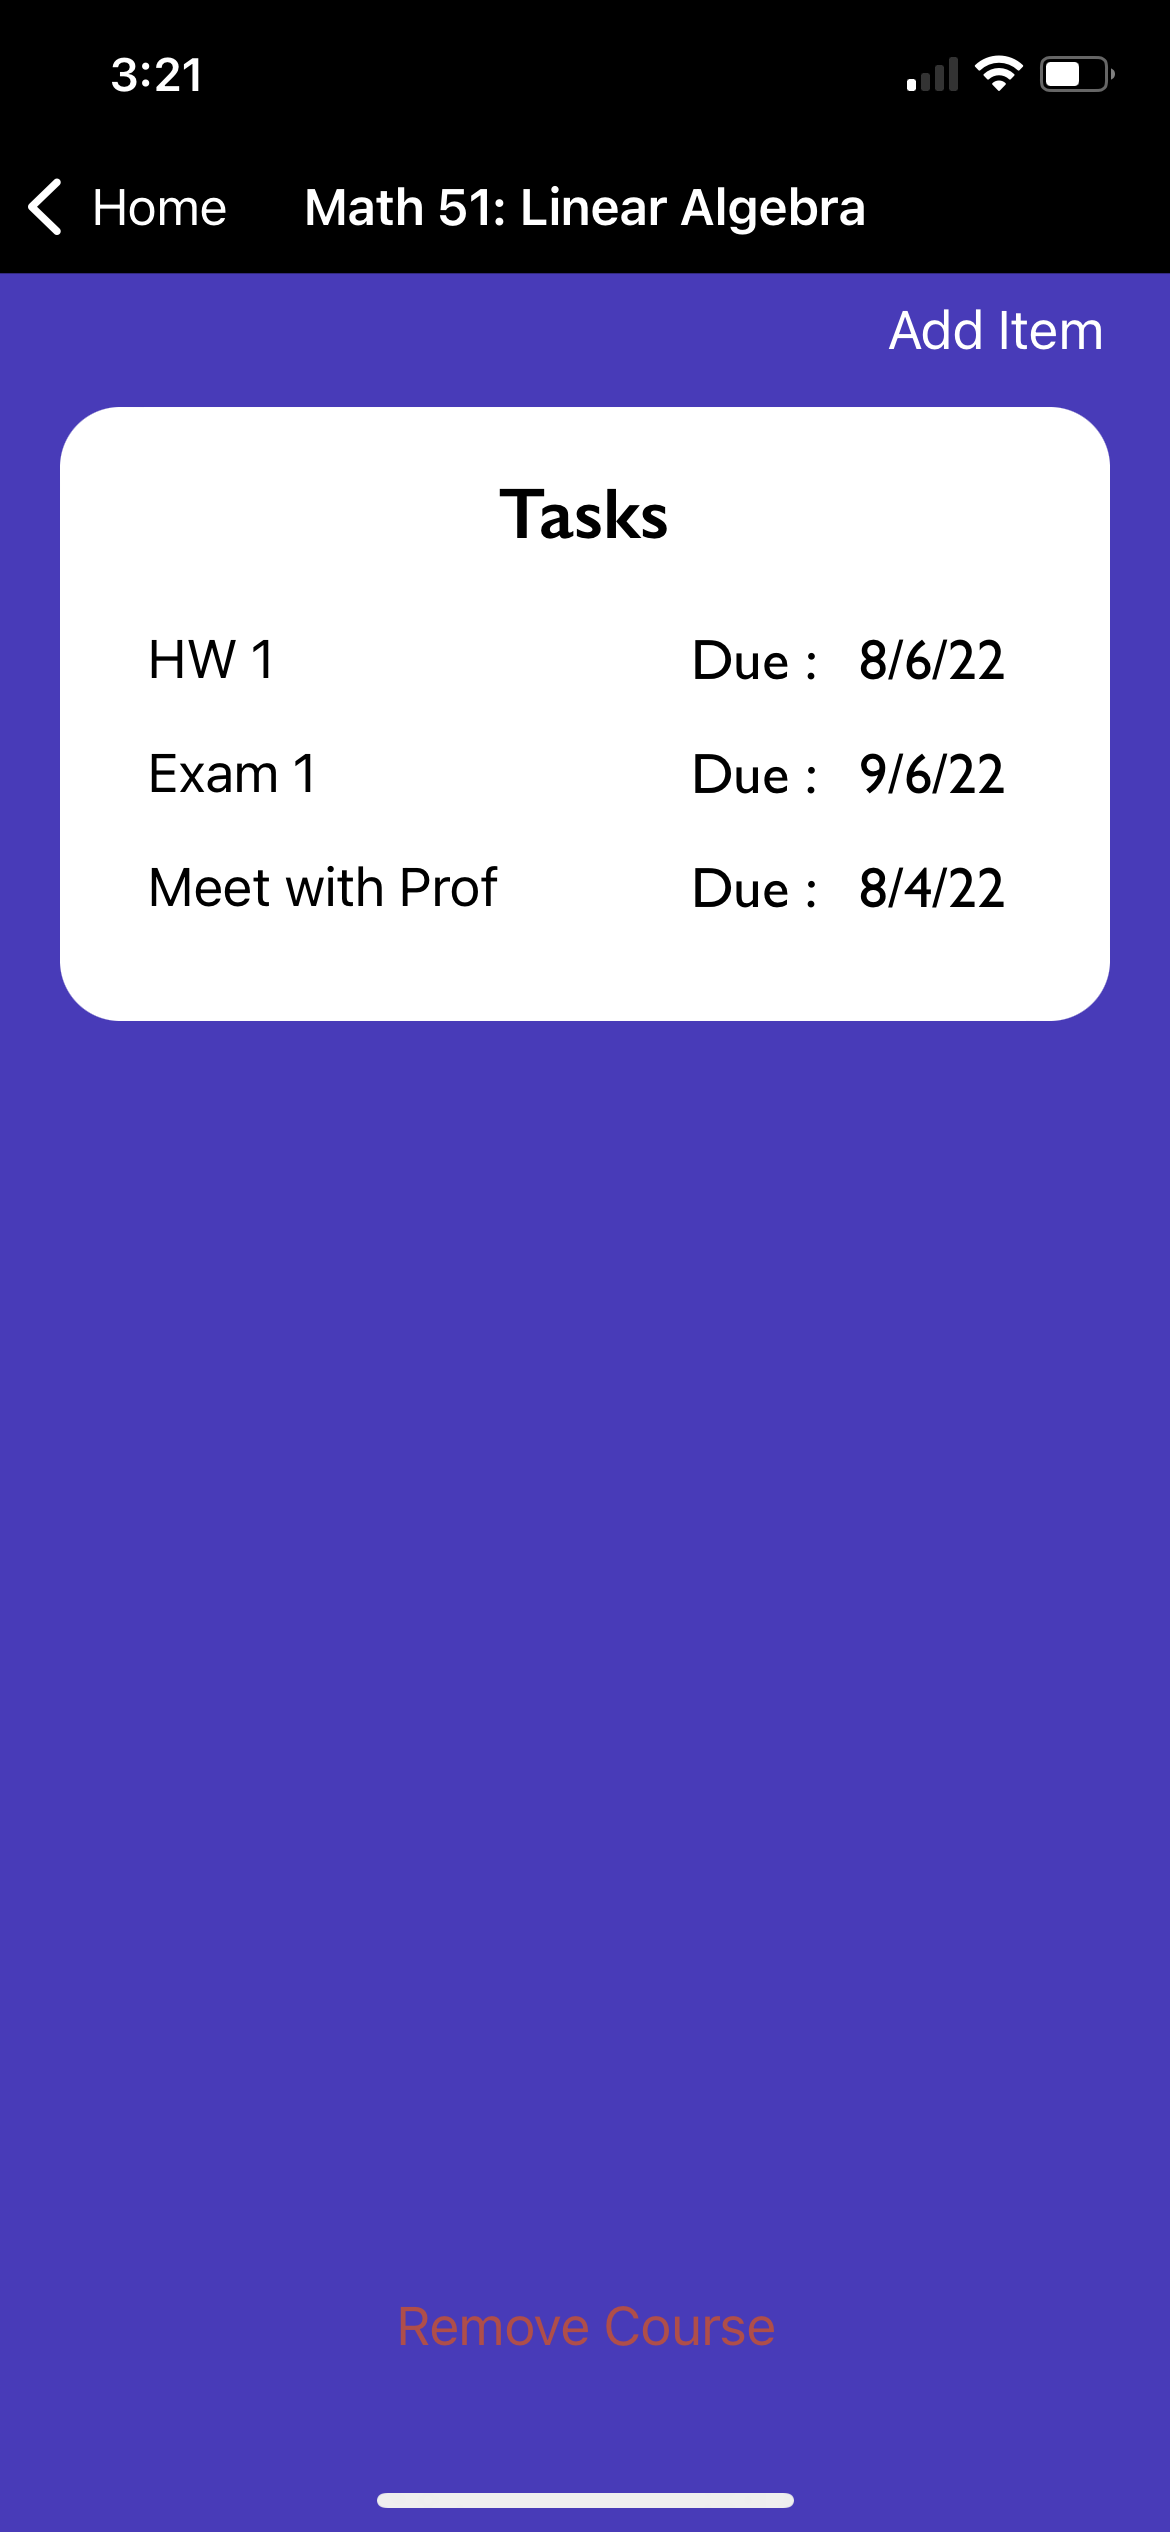 3:21
Home Math 51: Linear Algebra
Add Item
Tasks
HW 1 Due : 8/6/22
Exam 1 Due : 9/6/22
Meet with Prof Due : 8/4/22
Remove Course